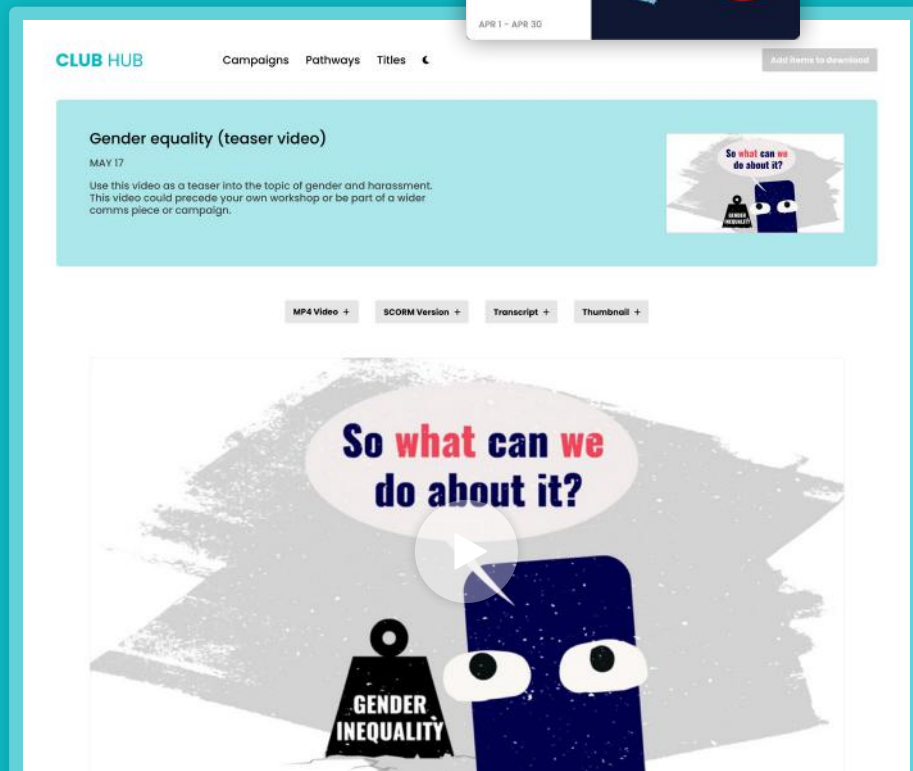 APR 1 – APR 30
CLUB HUB
Campaigns Pathways Titles
Add items to download
Gender equality (teaser video)
MAY 17
Use this video as a teaser into the topic of gender and harassment.
This video could precede your own workshop or be part of a wider
comms piece or campaign.
So what can we
do about it?
GENDER
INEQUALITY
MP4 Video +
SCORM Version +
Transcript +
Thumbnail +
So what can we
do about it?
GENDER
INEQUALITY